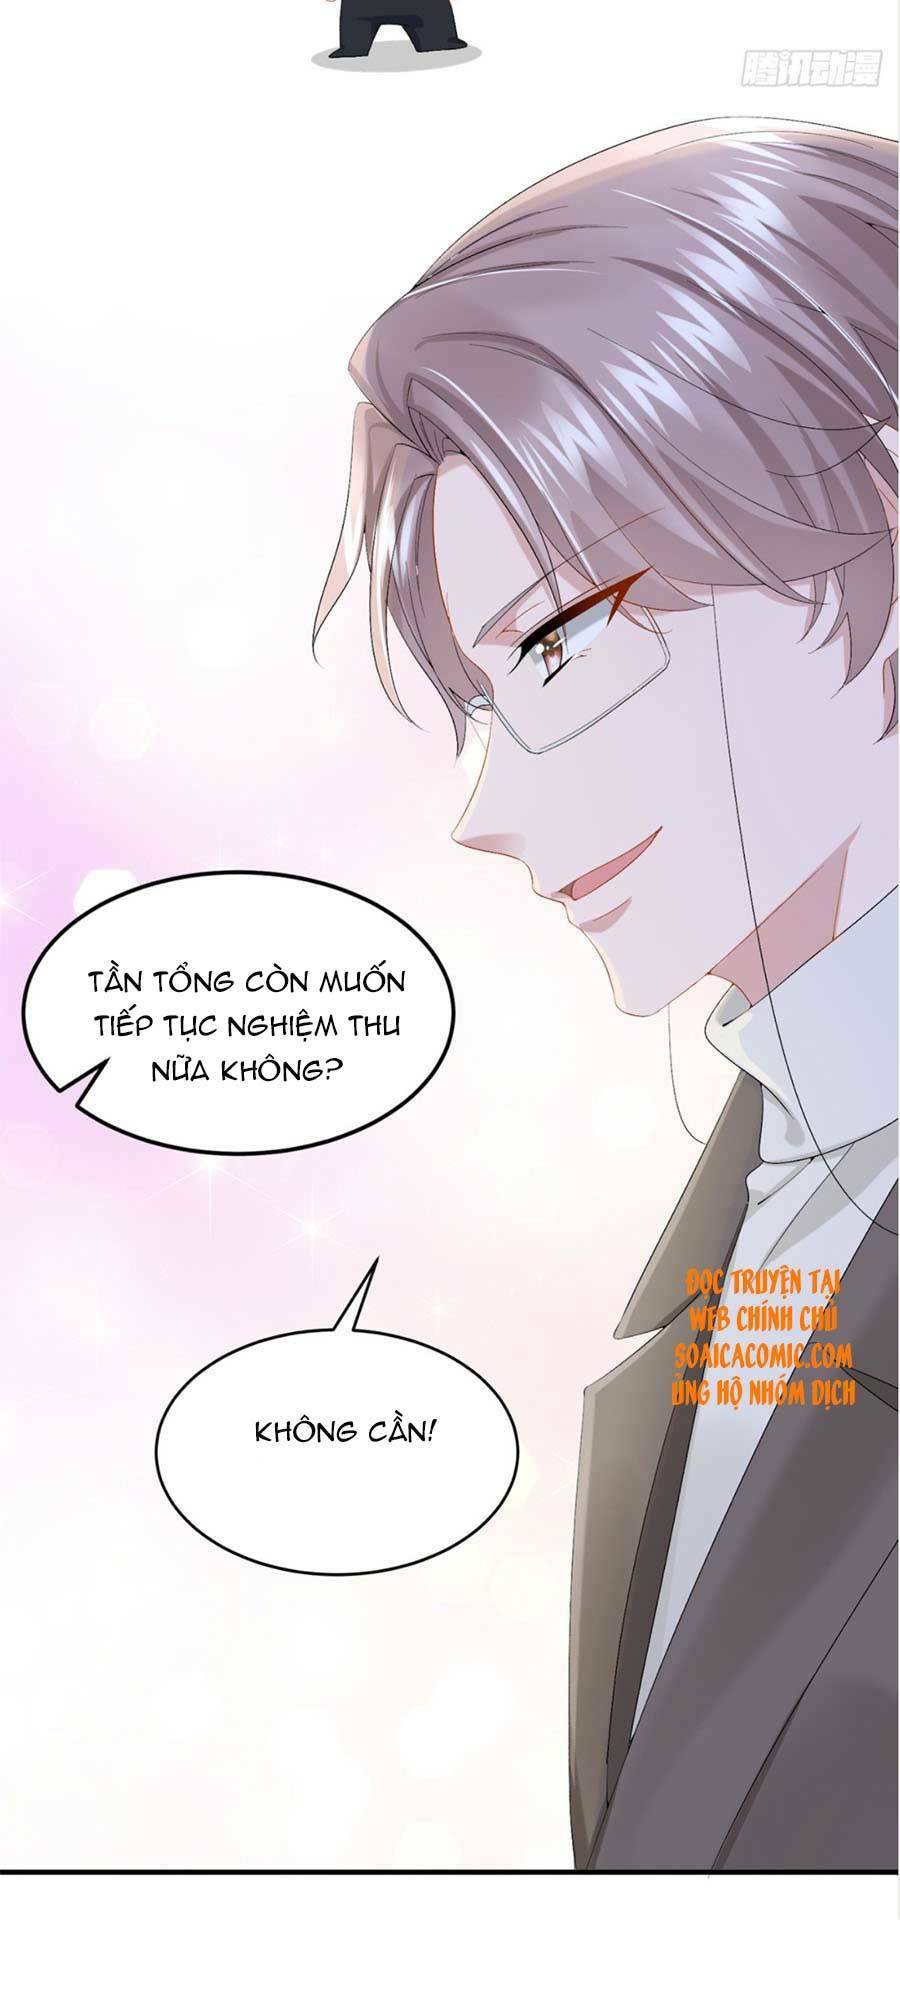 腾讯动漫
TẦN TỔNG CÒN MUỐN
TIẾP TỤC NGHIỆM THU
NỮA KHÔNG?
ĐỌC TRUYỆN TẠI
WEB CHÍNH CHỦ
SOAICACOMIC.COM
ỦNG HỘ NHÓM DỊCH
KHÔNG CẦN!